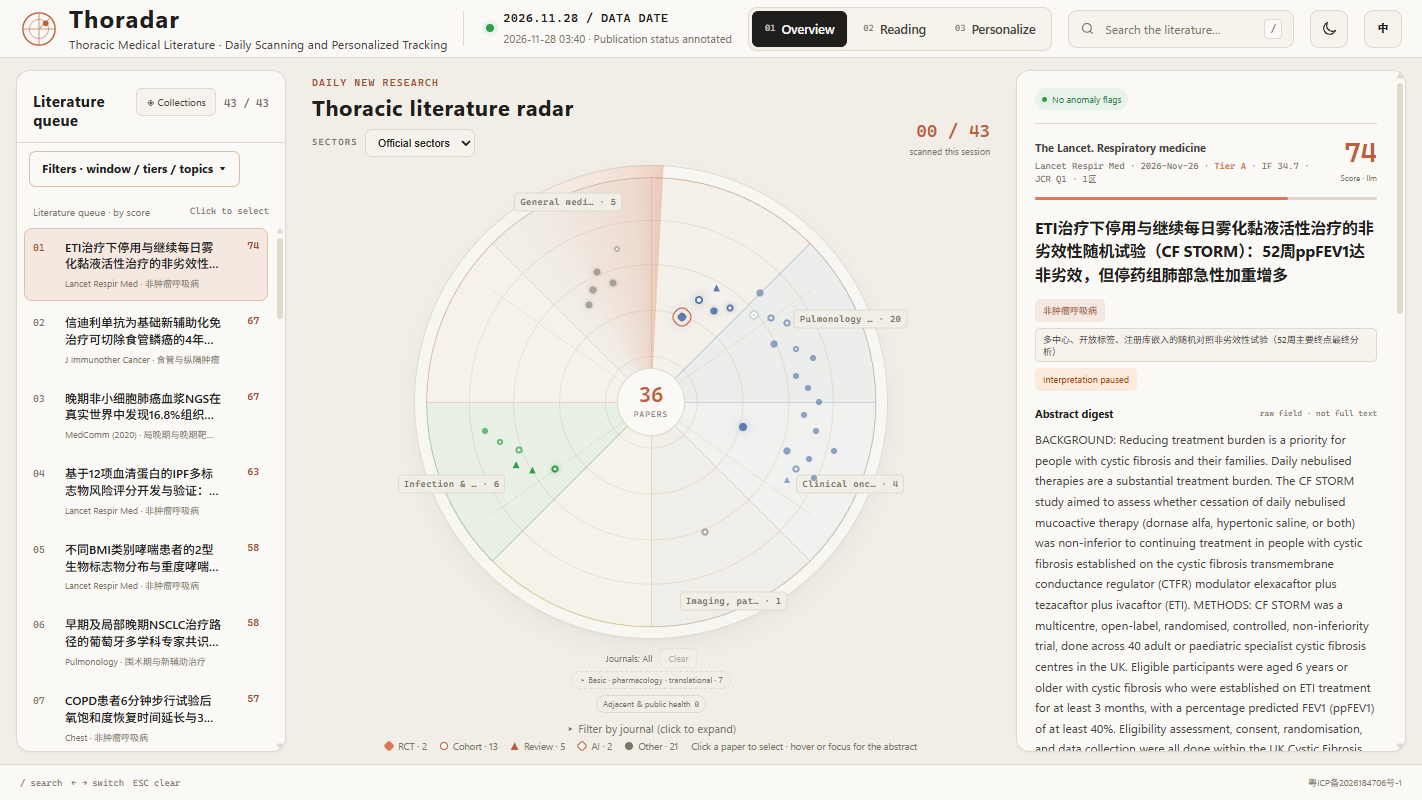 Thoradar
Thoracic Medical Literature · Daily Scanning and Personalized Tracking
2026.11.28 / DATA DATE
2026-11-28 03:40 · Publication status annotated
01 Overview
02 Reading
03 Personalize
Search the literature...
/
中
Literature queue
Collections
43 / 43
Filters · window / tiers / topics
Literature queue · by score
Click to select
01
ETI治疗下停用与继续每日雾
化黏液活性治疗的非劣效性...
74
Lancet Respir Med · 非肿瘤呼吸病
02
信迪利单抗为基础新辅助化免
治疗可切除食管鳞癌的4年...
67
J Immunother Cancer · 食管与纵隔肿瘤
03
晚期非小细胞肺癌血浆NGS在
真实世界中发现16.8%组织...
67
MedComm (2020) · 局晚期与晚期靶...
04
基于12项血清蛋白的IPF多标
志物风险评分开发与验证：...
63
Lancet Respir Med · 非肿瘤呼吸病
05
不同BMI类别哮喘患者的2型
生物标志物分布与重度哮喘...
58
Lancet Respir Med · 非肿瘤呼吸病
06
早期及局部晚期NSCLC治疗路
径的葡萄牙多学科专家共识...
58
Pulmonology · 围术期与新辅助治疗
07
COPD患者6分钟步行试验后
氧饱和度恢复时间延长与3...
57
Chest · 非肿瘤呼吸病
DAILY NEW RESEARCH
Thoracic literature radar
SECTORS
Official sectors
00 / 43
scanned this session
General medi… · 5
Pulmonology … · 20
Infection & … · 6
Clinical onc… · 4
Imaging, pat… · 1
36
PAPERS
Journals: All
Clear
Basic · pharmacology · translational · 7
Adjacent & public health 0
Filter by journal (click to expand)
RCT · 2
Cohort · 13
Review · 5
AI · 2
Other · 21
Click a paper to select · hover or focus for the abstract
No anomaly flags
The Lancet. Respiratory medicine
Lancet Respir Med · 2026-Nov-26 · Tier A · IF 34.7 ·
JCR Q1 · 1区
74
Score · llm
ETI治疗下停用与继续每日雾化黏液活性治疗的非
劣效性随机试验（CF STORM）：52周ppFEV1达
非劣效，但停药组肺部急性加重增多
非肿瘤呼吸病
多中心、开放标签、注册库嵌入的随机对照非劣效性试验（52周主要终点最终分
析）
Interpretation paused
Abstract digest
raw field · not full text
BACKGROUND: Reducing treatment burden is a priority for
people with cystic fibrosis and their families. Daily nebulised
therapies are a substantial treatment burden. The CF STORM
study aimed to assess whether cessation of daily nebulised
mucoactive therapy (dornase alfa, hypertonic saline, or both)
was non-inferior to continuing treatment in people with cystic
fibrosis established on the cystic fibrosis transmembrane
conductance regulator (CTFR) modulator elexacaftor plus
tezacaftor plus ivacaftor (ETI). METHODS: CF STORM was a
multicentre, open-label, randomised, controlled, non-inferiority
trial, done across 40 adult or paediatric specialist cystic fibrosis
centres in the UK. Eligible participants were aged 6 years or
older with cystic fibrosis who were established on ETI treatment
for at least 3 months, with a percentage predicted FEV1 (ppFEV1)
of at least 40%. Eligibility assessment, consent, randomisation,
and data collection were all done within the UK Cystic Fibrosis
/ search
← → switch
ESC clear
粤ICP备2026184706号-1